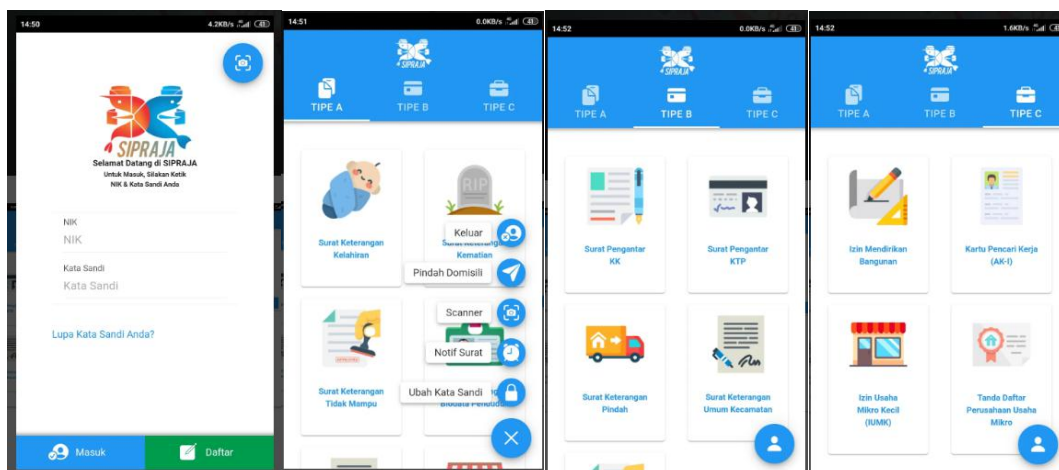 14:50
4.2KB/s
SIPRAJA
Selamat Datang di SIPRAJA
Untuk Masuk, Silakan Ketik
NIK & Kata Sandi Anda
NIK
NIK
Kata Sandi
Kata Sandi
Lupa Kata Sandi Anda?
Masuk
Daftar
14:51
0.0KB/s
SIPRAJA
TIPE A
TIPE B
TIPE C
RIP
Surat Keterangan
Kelahiran
Kematian
Keluar
Pindah Domisili
Scanner
Notif Surat
Ubah Kata Sandi
Surat Keterangan
Tidak Mampu
14:52
0.0KB/s
SIPRAJA
TIPE A
TIPE B
TIPE C
Surat Pengantar
KK
Surat Pengantar
KTP
Surat Keterangan
Pindah
Surat Keterangan
Umum Kecamatan
14:52
1.6KB/s
SIPRAJA
TIPE A
TIPE B
TIPE C
Izin Mendirikan
Bangunan
Kartu Pencari Kerja
(AK-I)
Izin Usaha
Mikro Kecil
(IUMK)
Tanda Daftar
Perusahaan Usaha
Mikro